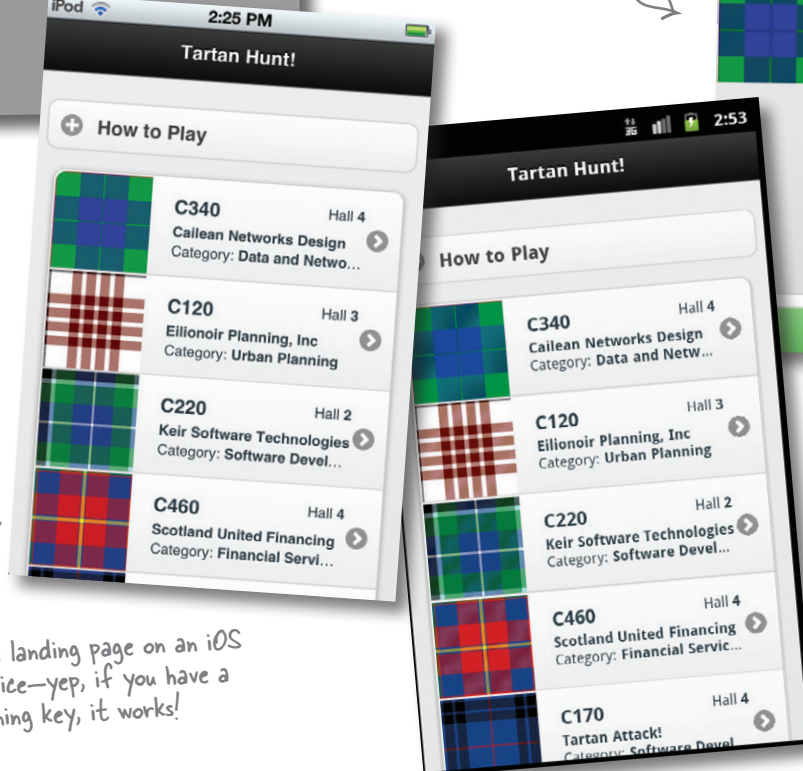 iPod
2:25 PM
Tartan Hunt!
How to Play
C340
Hall 4
Cailean Networks Design
Category: Data and Netwo...
C120
Hall 3
Eilionoir Planning, Inc
Category: Urban Planning
C220
Hall 2
Keir Software Technologies
Category: Software Devel...
C460
Hall 4
Scotland United Financing
Category: Financial Servi...
3G
2:53
Tartan Hunt!
How to Play
C340
Hall 4
Cailean Networks Design
Category: Data and Netw...
C120
Hall 3
Eilionoir Planning, Inc
Category: Urban Planning
C220
Hall 2
Keir Software Technologies
Category: Software Devel...
C460
Hall 4
Scotland United Financing
Category: Financial Servic...
C170
Hall 4
Tartan Attack!
Category: Software Devel
landing page on an iOS
—yep, if you have a
key, it works!